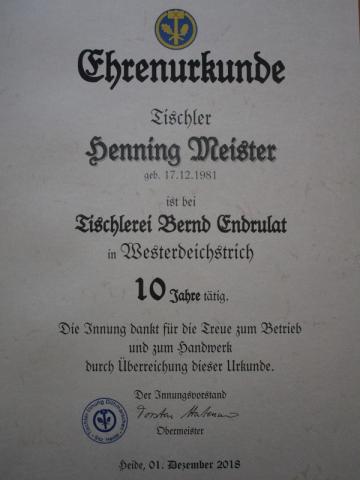 Ehrenurkunde
Tischler
Henning Meister
geb. 17.12.1981
ist bei
Tischlerei Bernd Endrulat
in Westerdeichstrich
10 Jahre tätig.
Die Innung dankt für die Treue zum Betrieb
und zum Handwerk
durch Überreichung dieser Urkunde.
Der Innungsvorstand
Torsten
Obermeister
Heide, 01. Dezember 2018